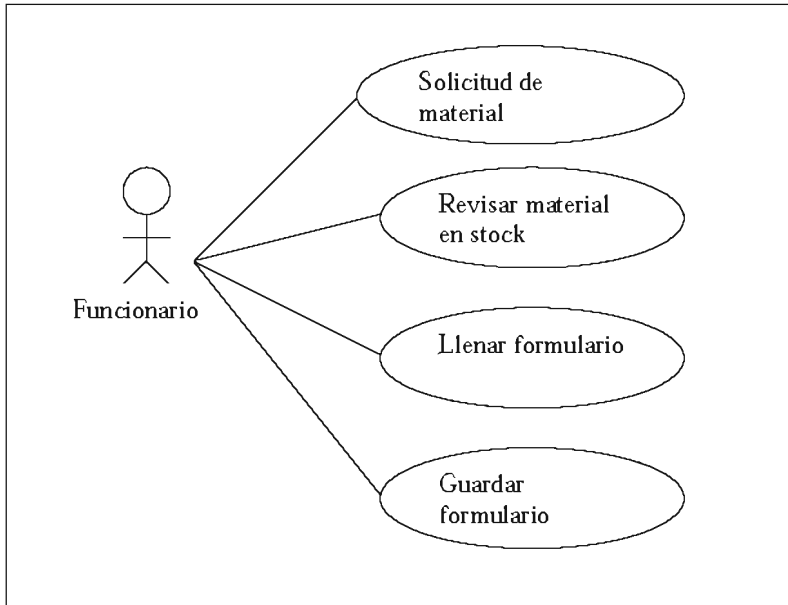 Solicitud de
material
Revisar material
en stock
Funcionario
Llenar formulario
Guardar
formulario